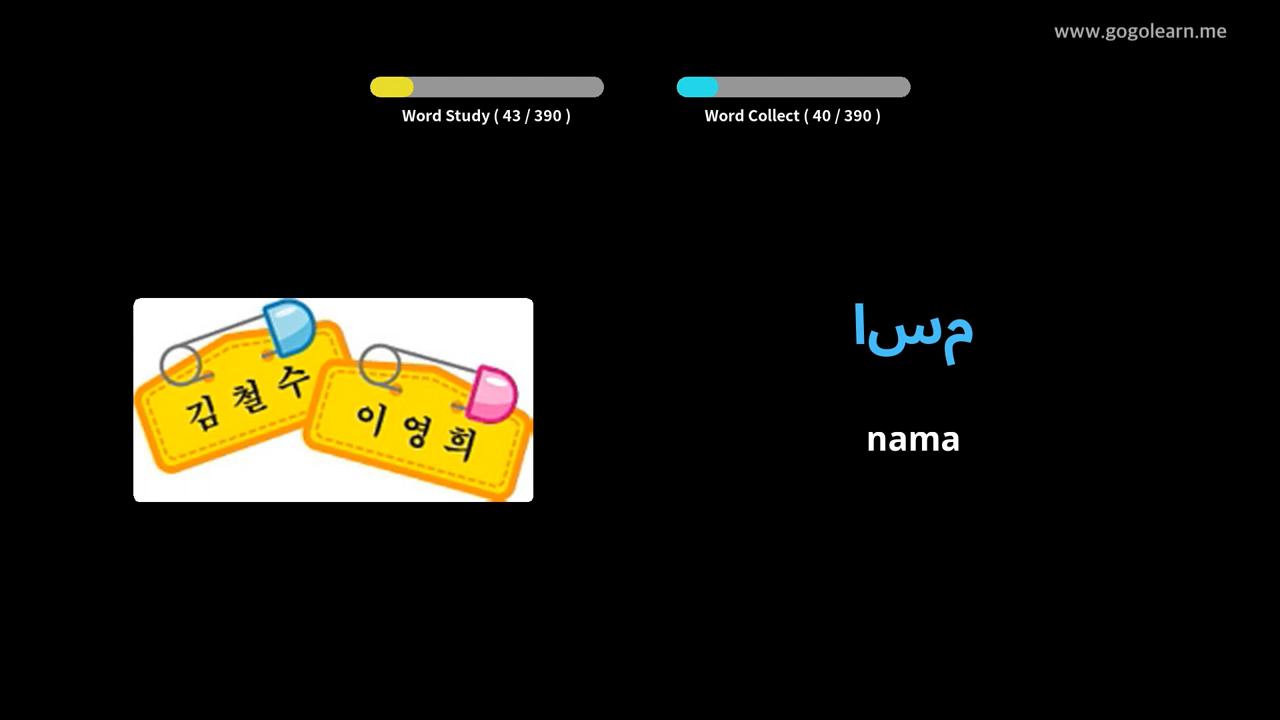 www.gogolearn.me
Word Study ( 43 / 390 )
Word Collect ( 40 / 390 )
김철수
이영희
اسم
nama